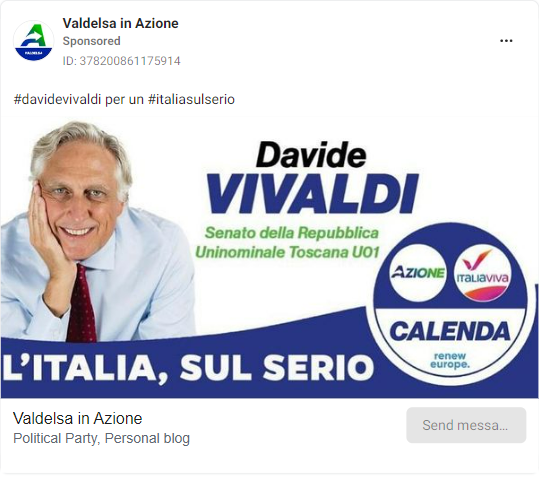 Valdelsa in Azione
Sponsored
ID: 378200861175914
#davidevivaldi per un #italiasulserio
Davide
VIVALDI
Senato della Repubblica
Uninominale Toscana U01
AZIONE
ITALIAVIVA
CALENDA
renew
europe.
L'ITALIA, SUL SERIO
Valdelsa in Azione
Political Party, Personal blog
Send messa...
VALDELSA